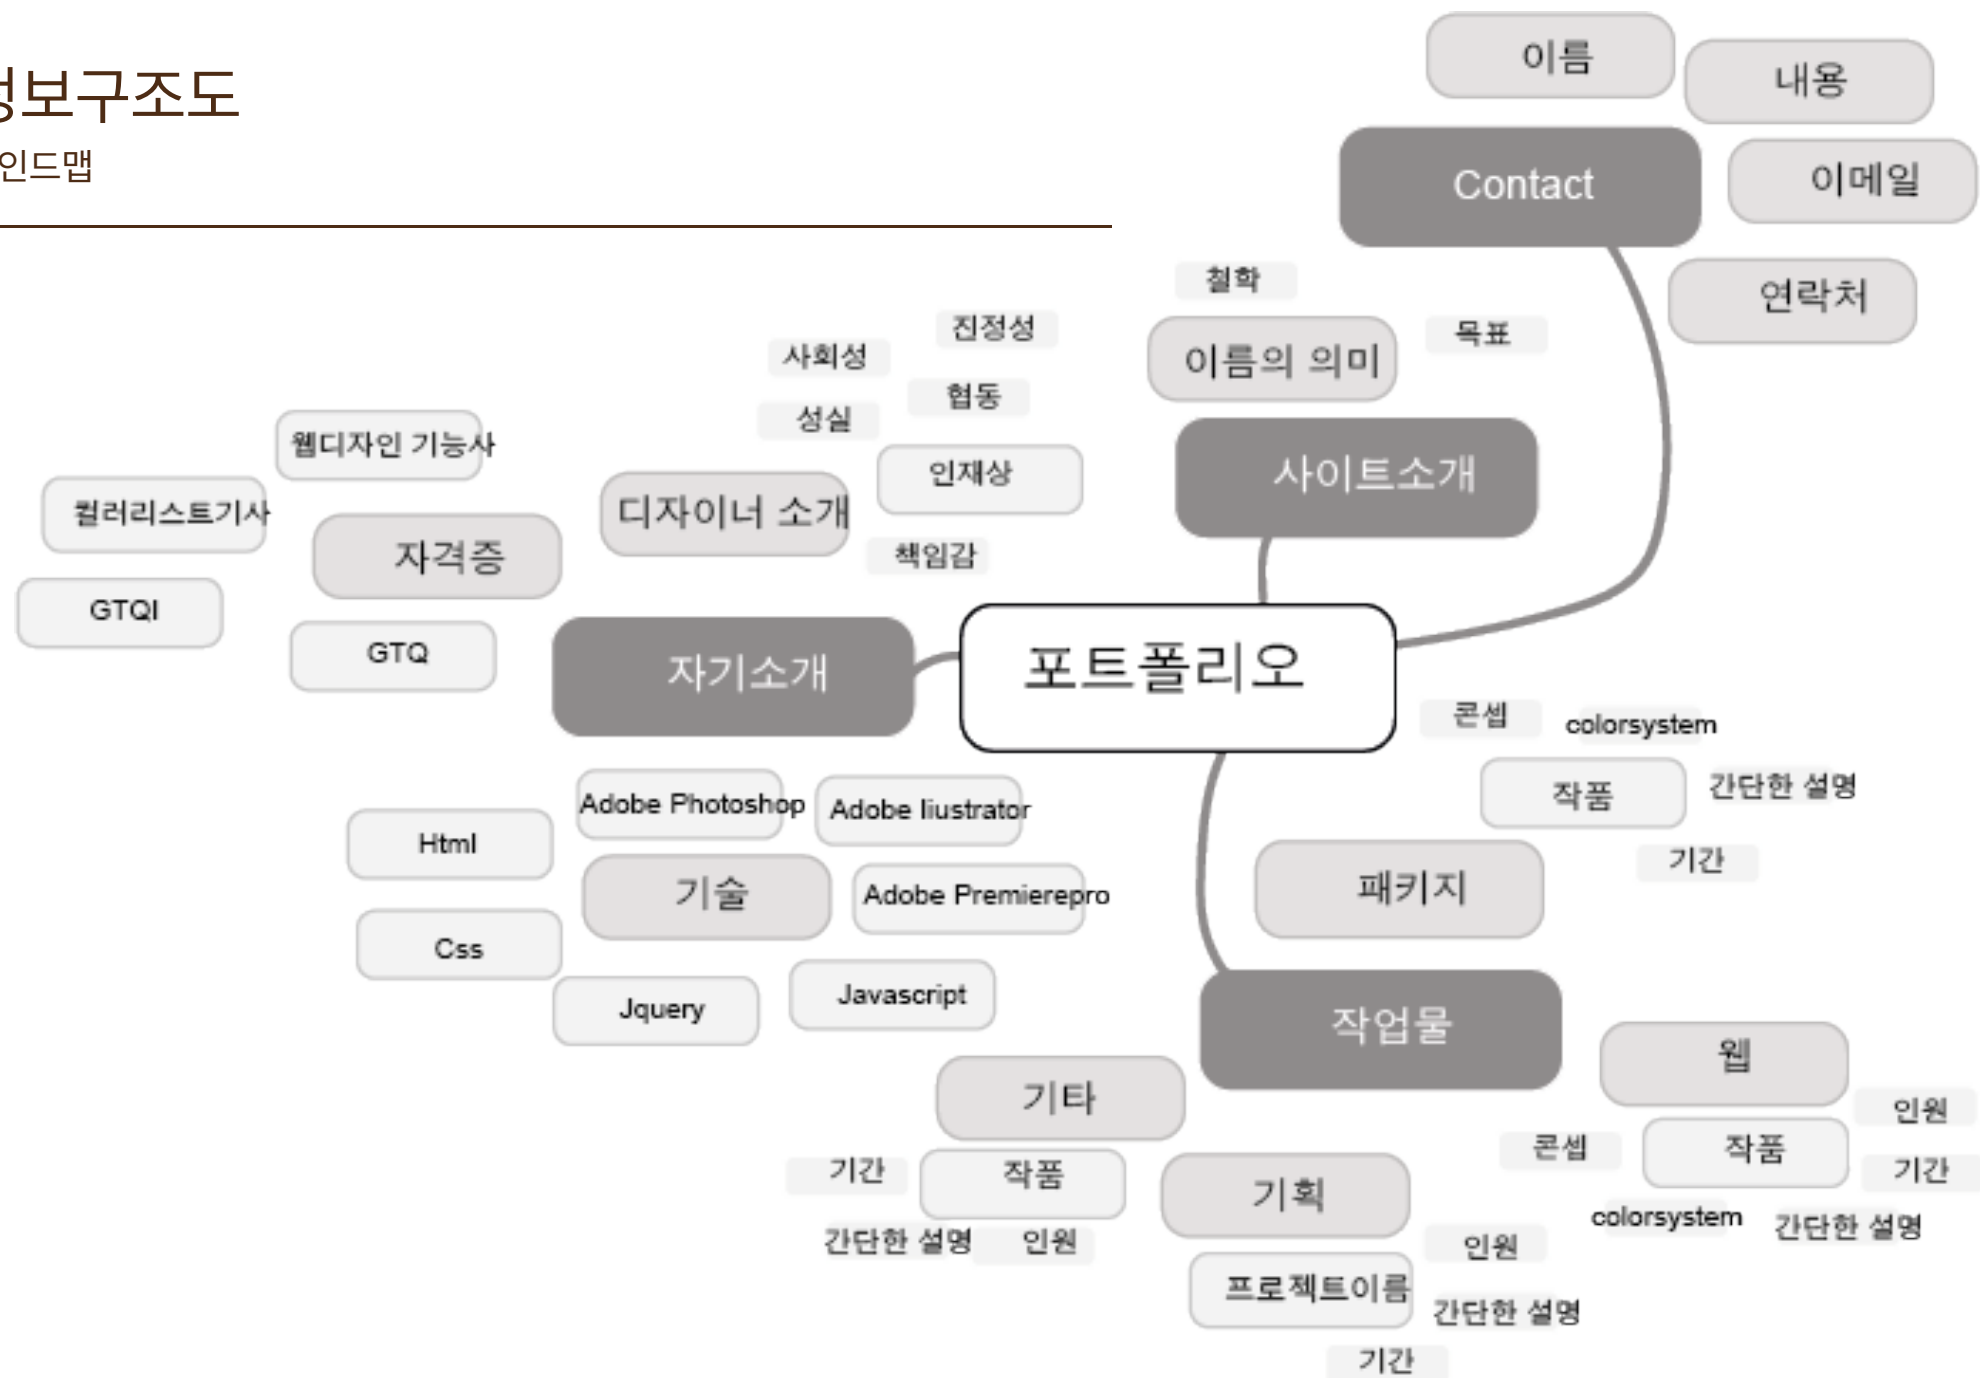 정보구조도
인드맵
이름
내용
Contact
이메일
연락처
철학
이름의 의미
목표
사이트소개
진정성
사회성
협동
성실
인재상
디자이너 소개
책임감
웹디자인 기능사
컬러리스트기사
자격증
GTQI
GTQ
자기소개
포트폴리오
Adobe Photoshop
Adobe Iiustrator
Html
기술
Adobe Premierepro
Css
Jquery
Javascript
콘셉
colorsystem
작품
간단한 설명
기간
패키지
작업물
웹
인원
콘셉
작품
기간
colorsystem
간단한 설명
기타
기간
작품
간단한 설명
인원
기획
인원
프로젝트이름
간단한 설명
기간